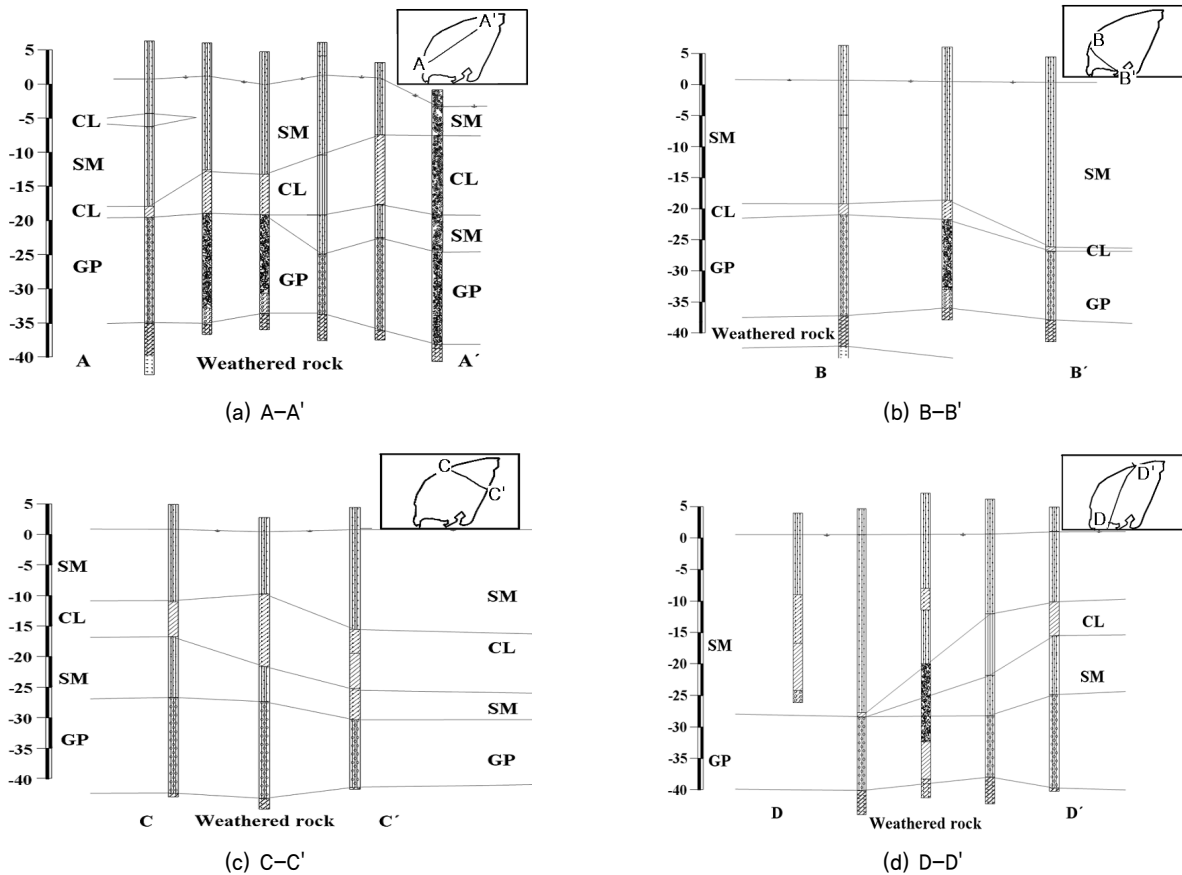 A'
A
5
0
-5
-10
-15
-20
-25
-30
-35
-40
CL
SM
CL
GP
SM
CL
GP
SM
CL
SM
GP
A
Weathered rock
A´
(a) A–A'
B
B'
5
0
-5
-10
-15
-20
-25
-30
-35
-40
SM
CL
GP
Weathered rock
SM
CL
GP
B
B´
(b) B–B'
C
C'
5
0
-5
-10
-15
-20
-25
-30
-35
-40
SM
CL
SM
GP
SM
CL
SM
GP
C
Weathered rock
C´
(c) C–C'
D'
D
5
0
-5
-10
-15
-20
-25
-30
-35
-40
SM
GP
CL
SM
D
Weathered rock
D´
(d) D–D'